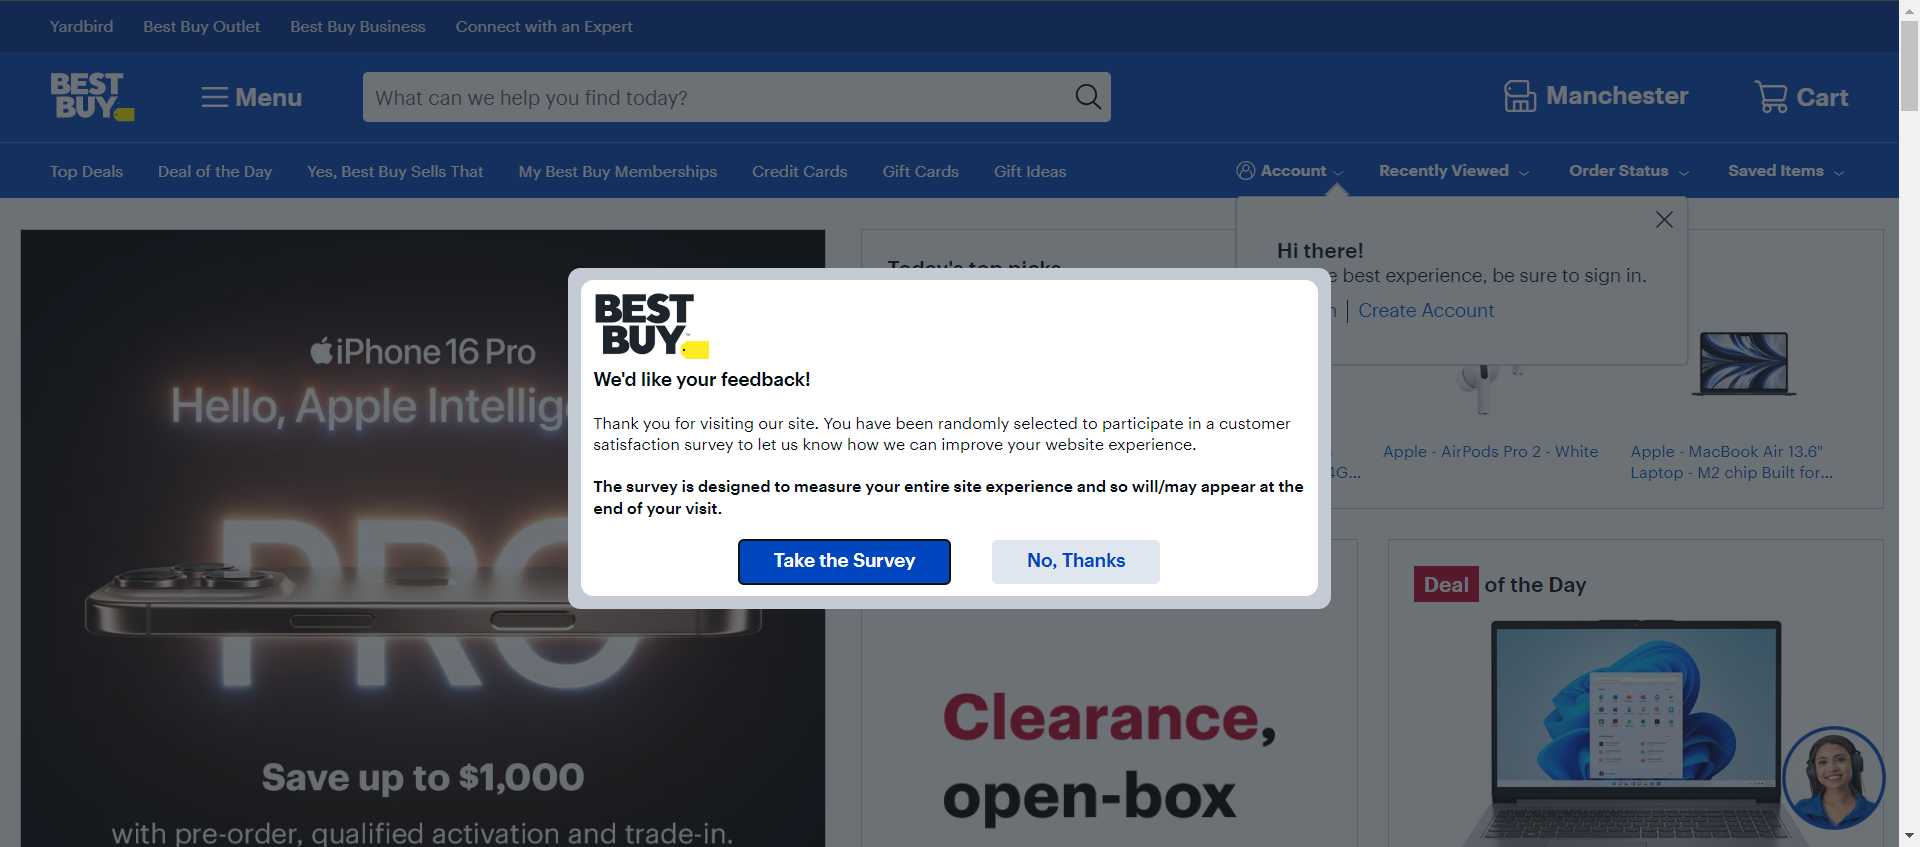 Yardbird
Best Buy Outlet
Best Buy Business
Connect with an Expert
BEST
BUY
Menu
What can we help you find today?
Manchester
Cart
Top Deals
Deal of the Day
Yes, Best Buy Sells That
My Best Buy Memberships
Credit Cards
Gift Cards
Gift Ideas
Account
Recently Viewed
Order Status
Saved Items
Hi there!
e best experience, be sure to sign in.
n | Create Account
Today's top picks
iPhone 16 Pro
Hello, Apple Intellig
PRO
Save up to $1,000
with pre-order, qualified activation and trade-in.
BEST
BUY
We'd like your feedback!
Thank you for visiting our site. You have been randomly selected to participate in a customer
satisfaction survey to let us know how we can improve your website experience.
The survey is designed to measure your entire site experience and so will/may appear at the
end of your visit.
Take the Survey
No, Thanks
4G...
Apple - AirPods Pro 2 - White
Apple - MacBook Air 13.6"
Laptop - M2 chip Built for...
Clearance,
open-box
Deal of the Day